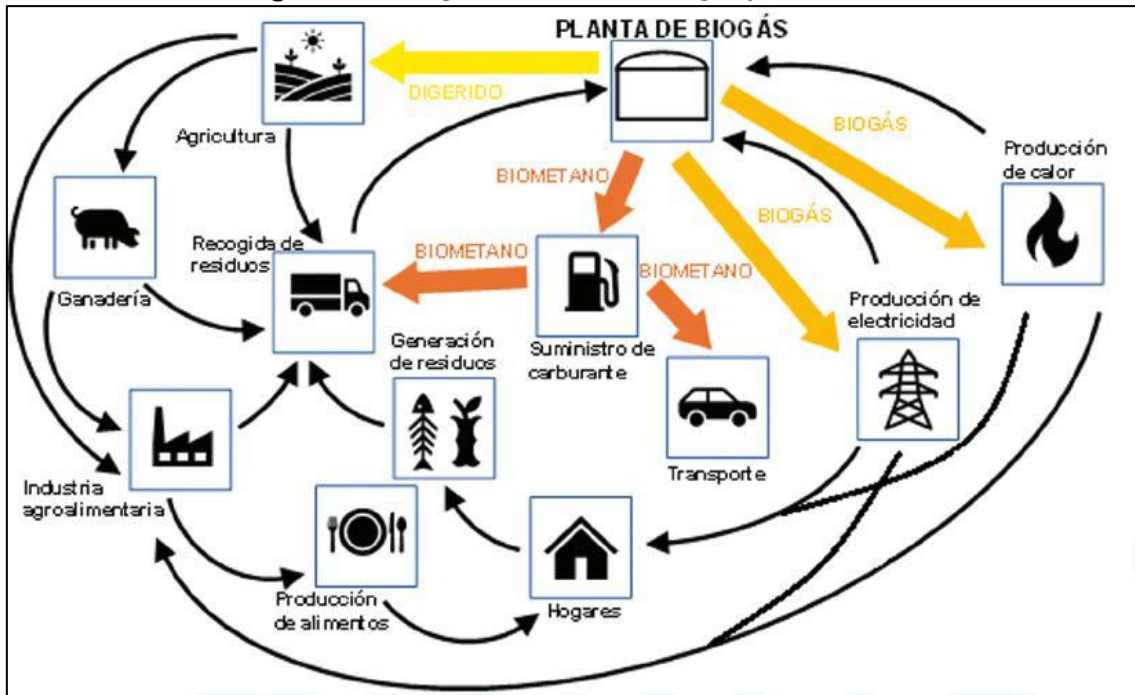 PLANTA DE BIOGÁS
DIGERIDO
Agricultura
BIOGÁS
Producción
de calor
BIOMETANO
BIOGÁS
Recogida de
residuos
BIOMETANO
BIOMETANO
Ganadería
Producción de
electricidad
Generación
de residuos
Suministro de
carburante
Transporte
Industria
agroalimentaria
Producción
de alimentos
Hogares